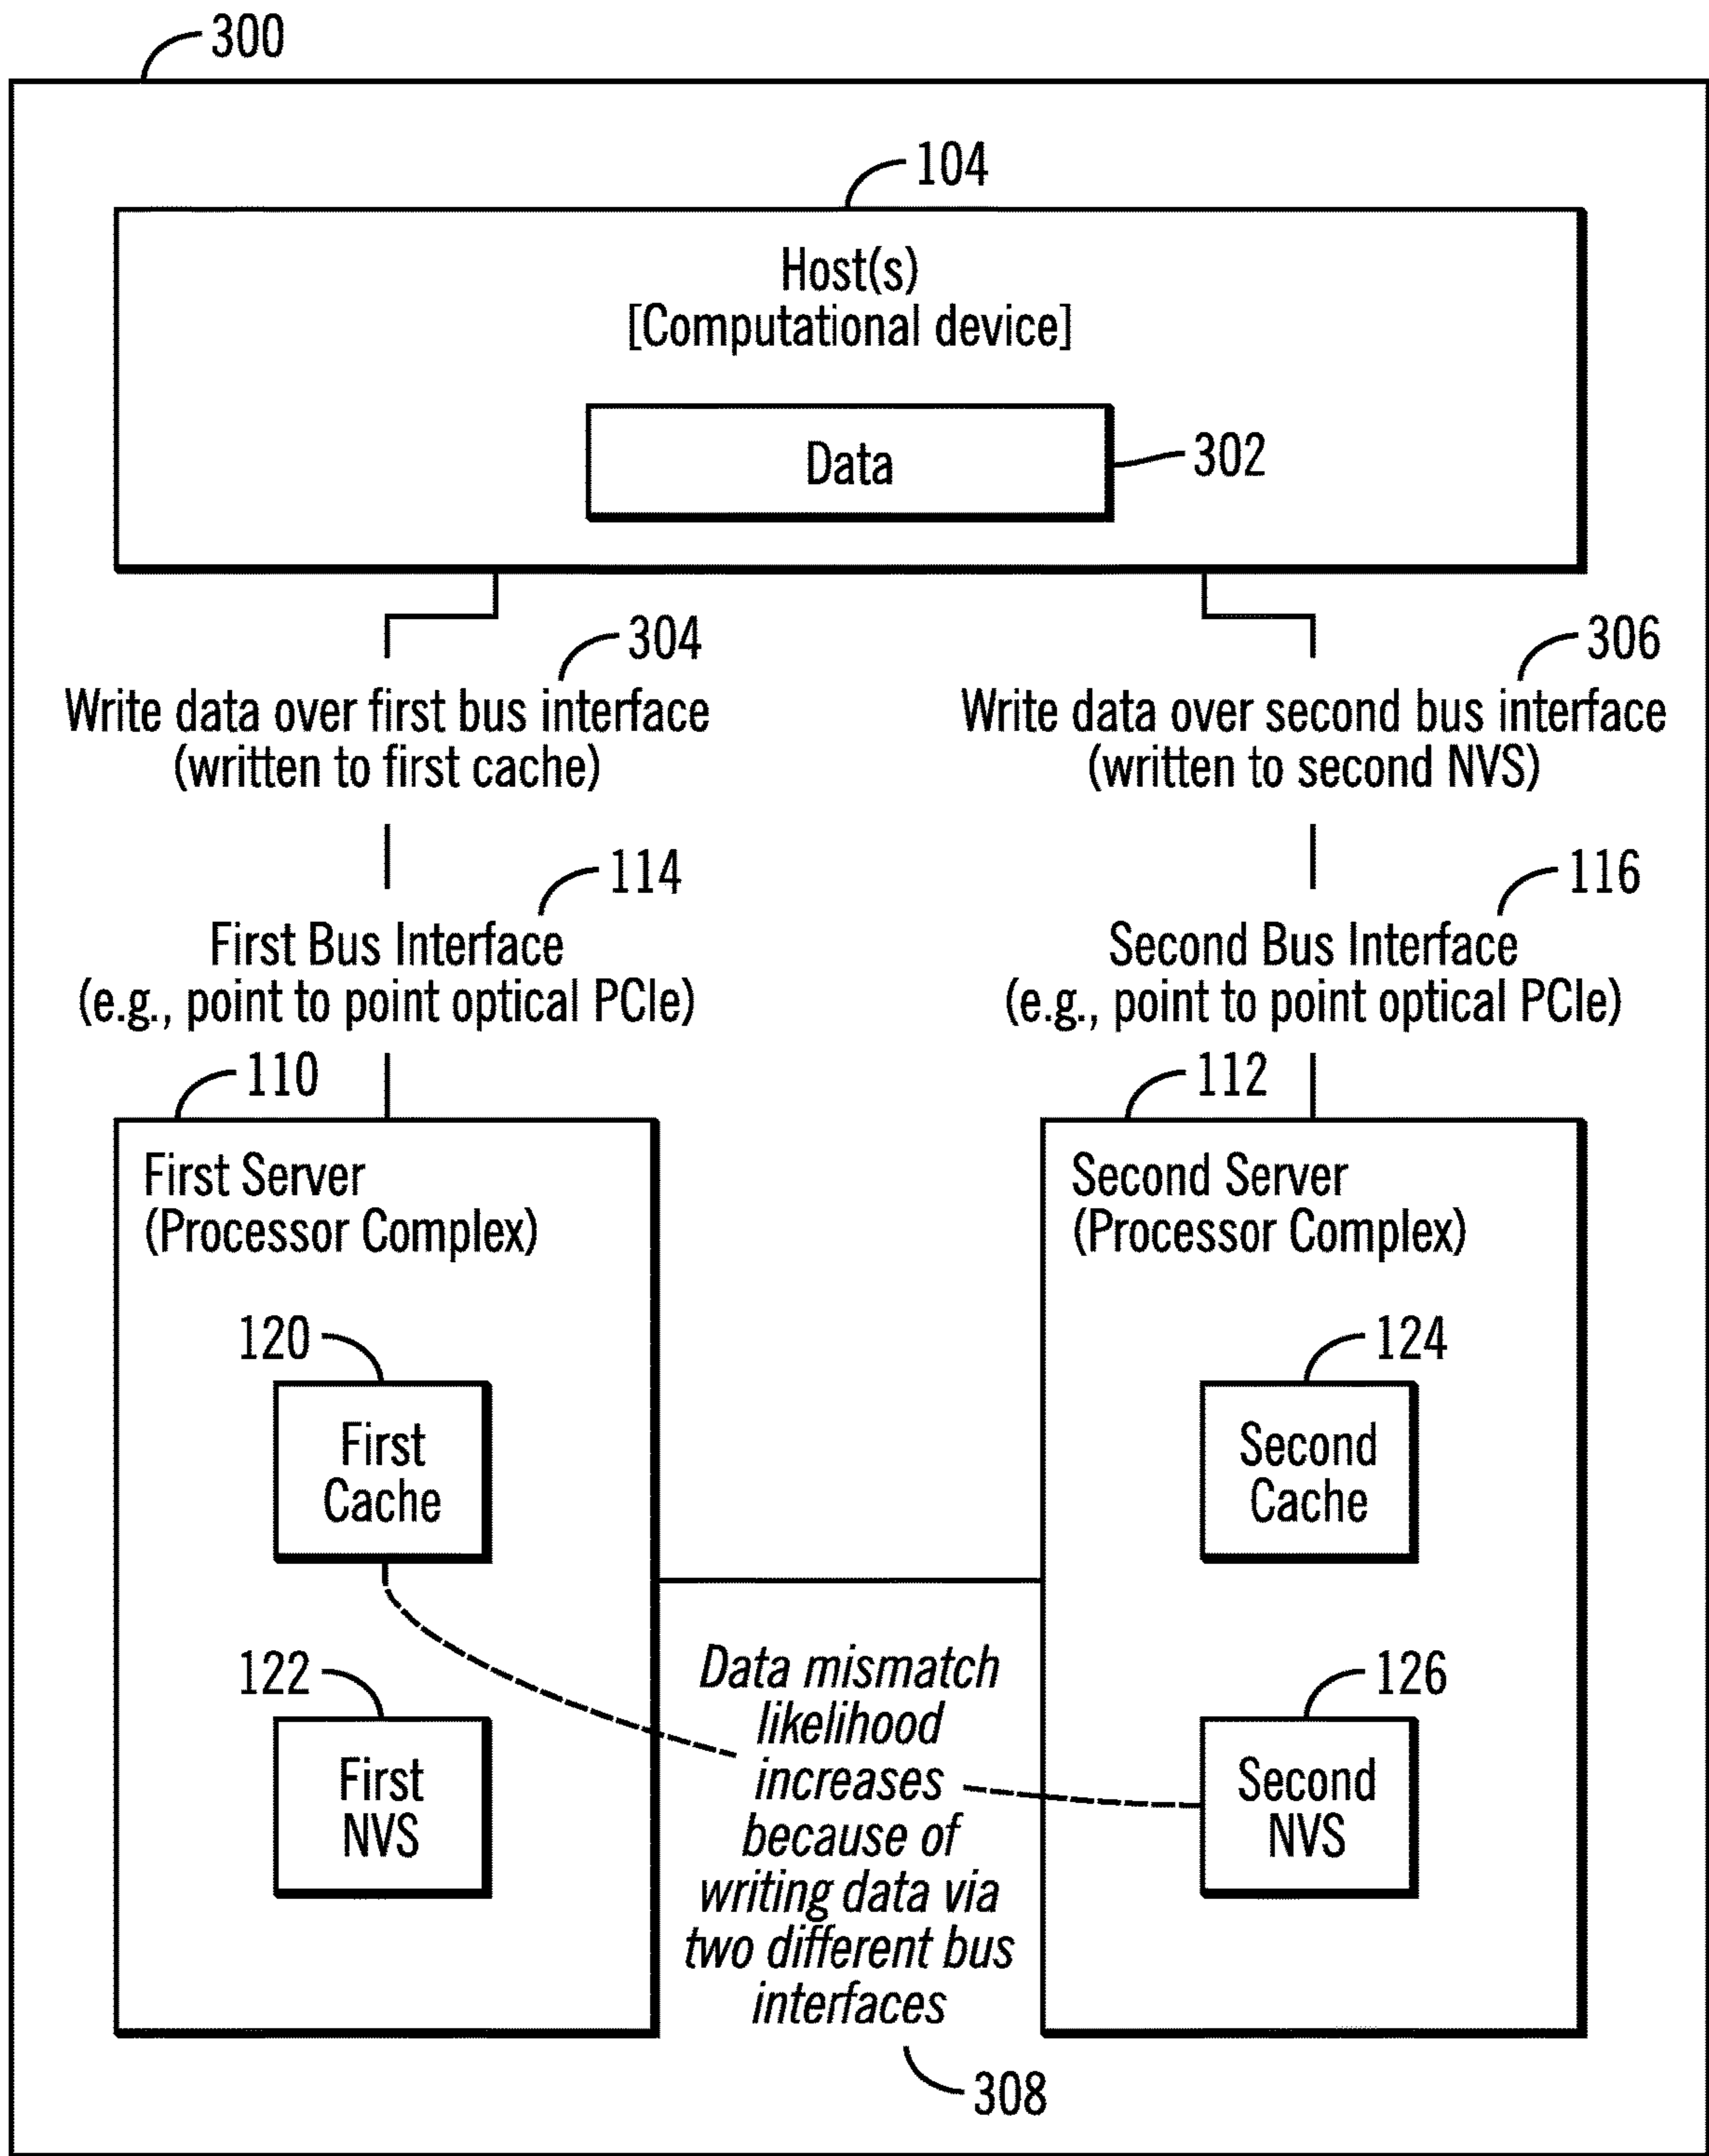 300
104
Host(s)
[Computational device]
Data
302
304
Write data over first bus interface
(written to first cache)
306
Write data over second bus interface
(written to second NVS)
114
First Bus Interface
(e.g., point to point optical PCIe)
116
Second Bus Interface
(e.g., point to point optical PCIe)
110
First Server
(Processor Complex)
120
First
Cache
122
First
NVS
112
Second Server
(Processor Complex)
124
Second
Cache
126
Second
NVS
Data mismatch
likelihood
increases
because of
writing data via
two different bus
interfaces
308